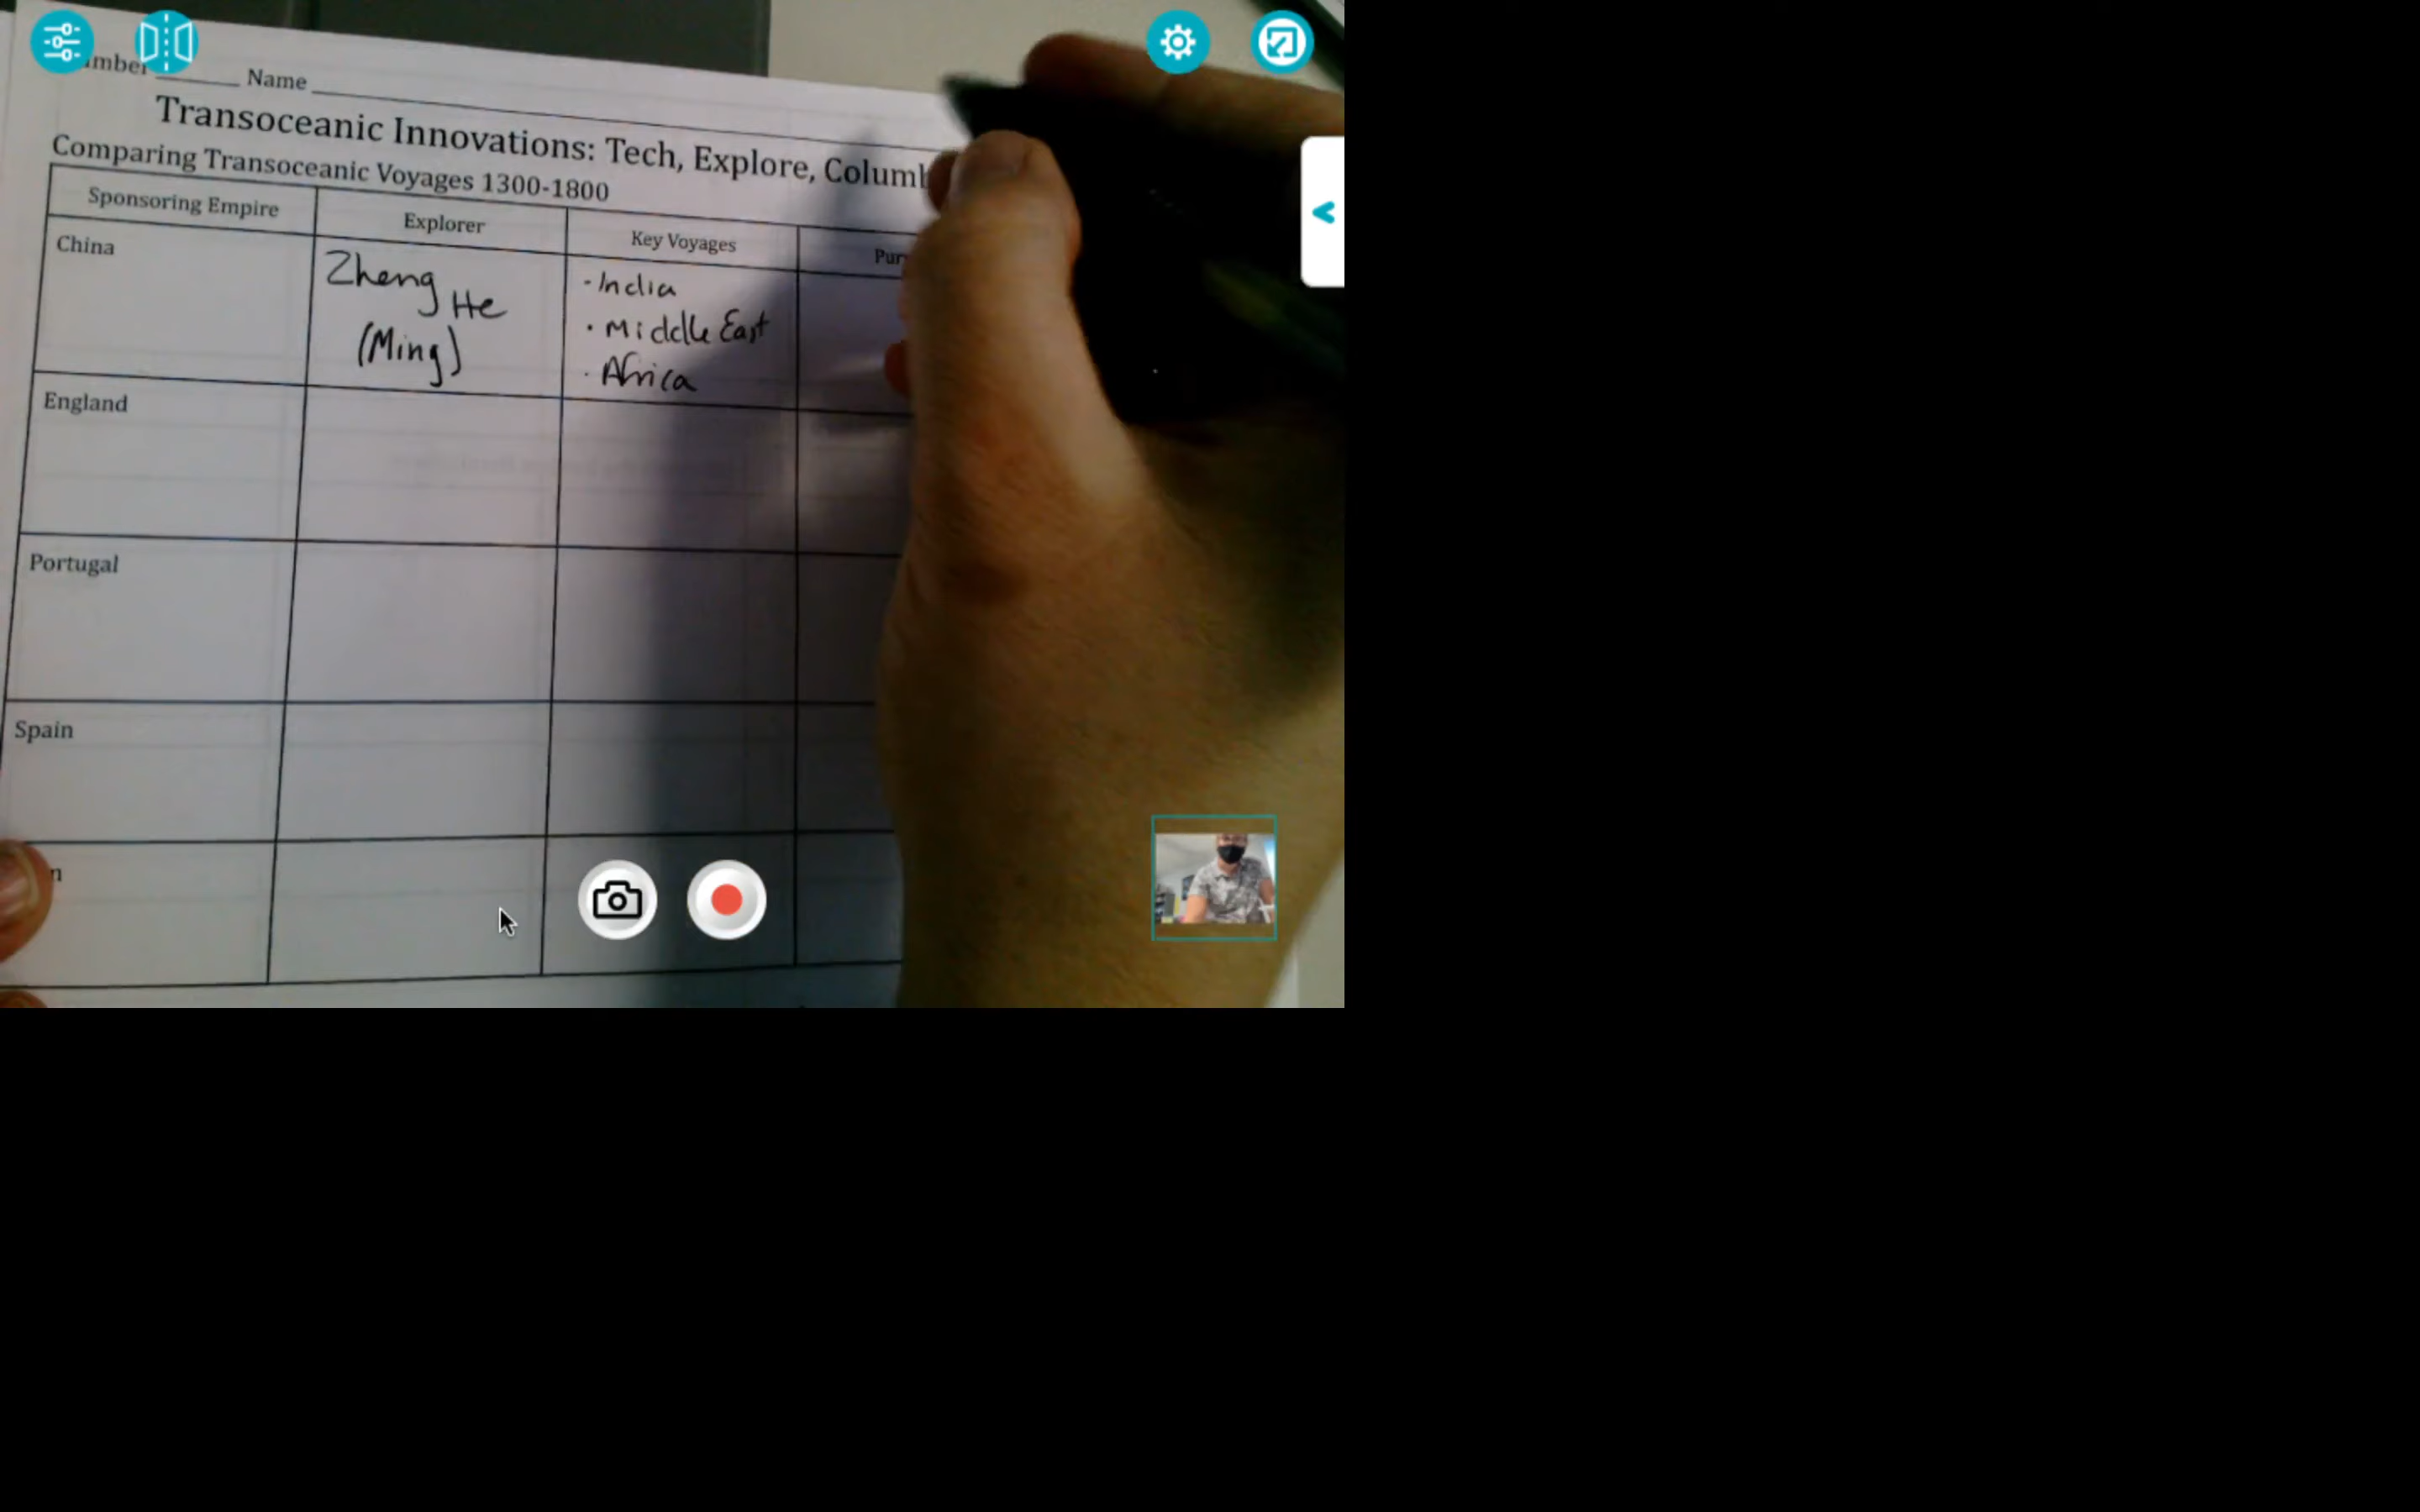 Name
Transoceanic Innovations: Tech, Explore,
Comparing Transoceanic Voyages 1300-1800
Sponsoring Empire Explorer Key Voyages
China Zheng He (Ming) - India
· Middle East
· Africa
England
Portugal
Spain